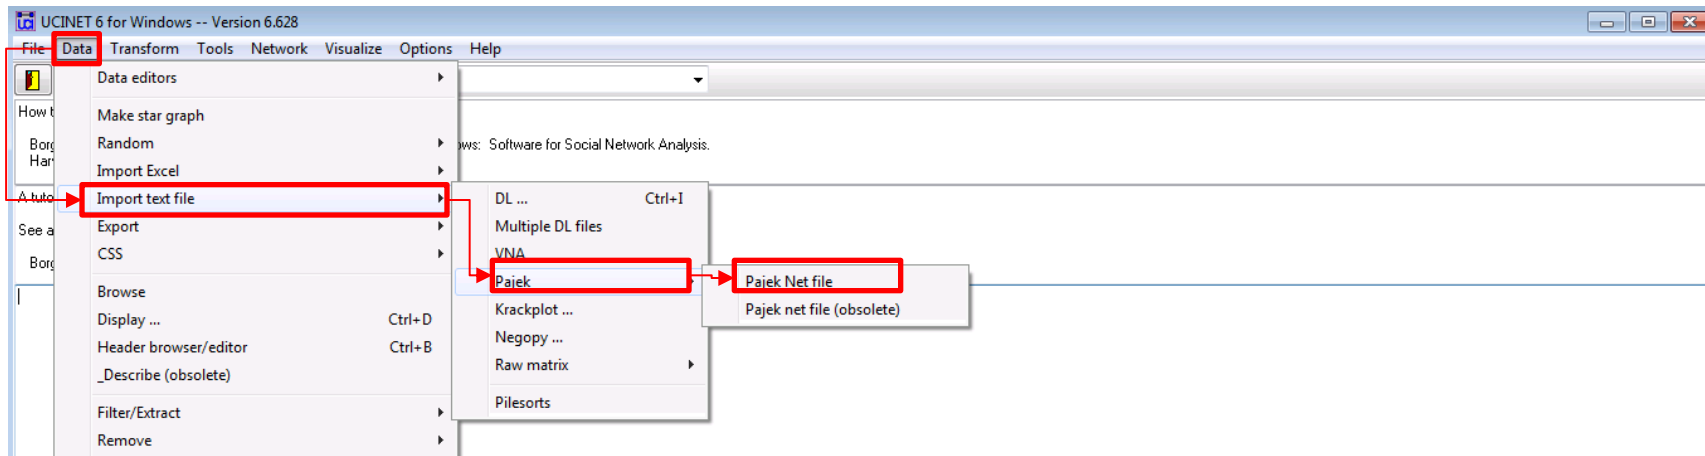 UCINET 6 for Windows -- Version 6.628
File Data Transform Tools Network Visualize Options Help
Data editors
How
Make star graph
Random
ows: Software for Social Network Analysis.
Import Excel
Import text file
DL ... Ctrl+I
Export
Multiple DL files
See a
CSS
VNA
Pajek
Pajek Net file
Browse
Krackplot ...
Pajek net file (obsolete)
Display ... Ctrl+D
Negopy ...
Header browser/editor Ctrl+B
Raw matrix
_Describe (obsolete)
Pilesorts
Filter/Extract
Remove